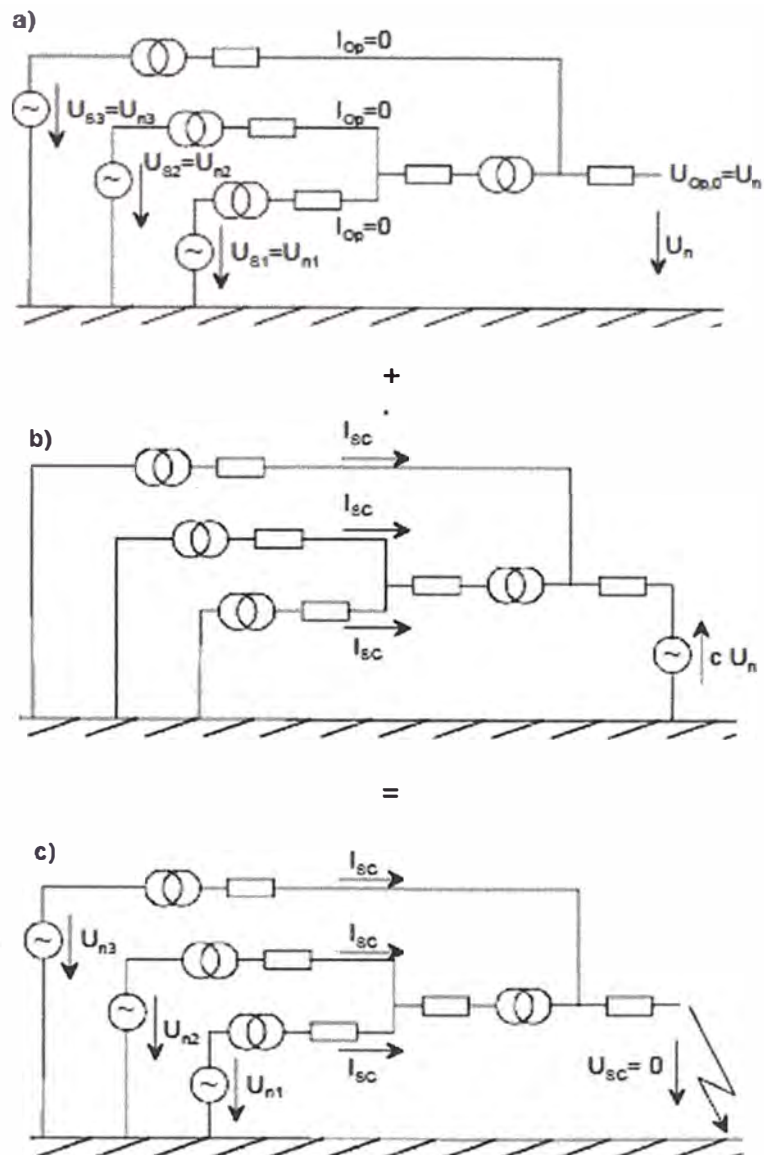 a)
I_Op=0
U_S3=U_n3
I_Op=0
U_S2=U_n2
U_Op,0=U_n
I_Op=0
U_S1=U_n1
U_n
+
b)
I_SC
I_SC
I_SC
c U_n
=
c)
I_SC
U_n3
I_SC
U_n2
I_SC
U_n1
U_SC= 0